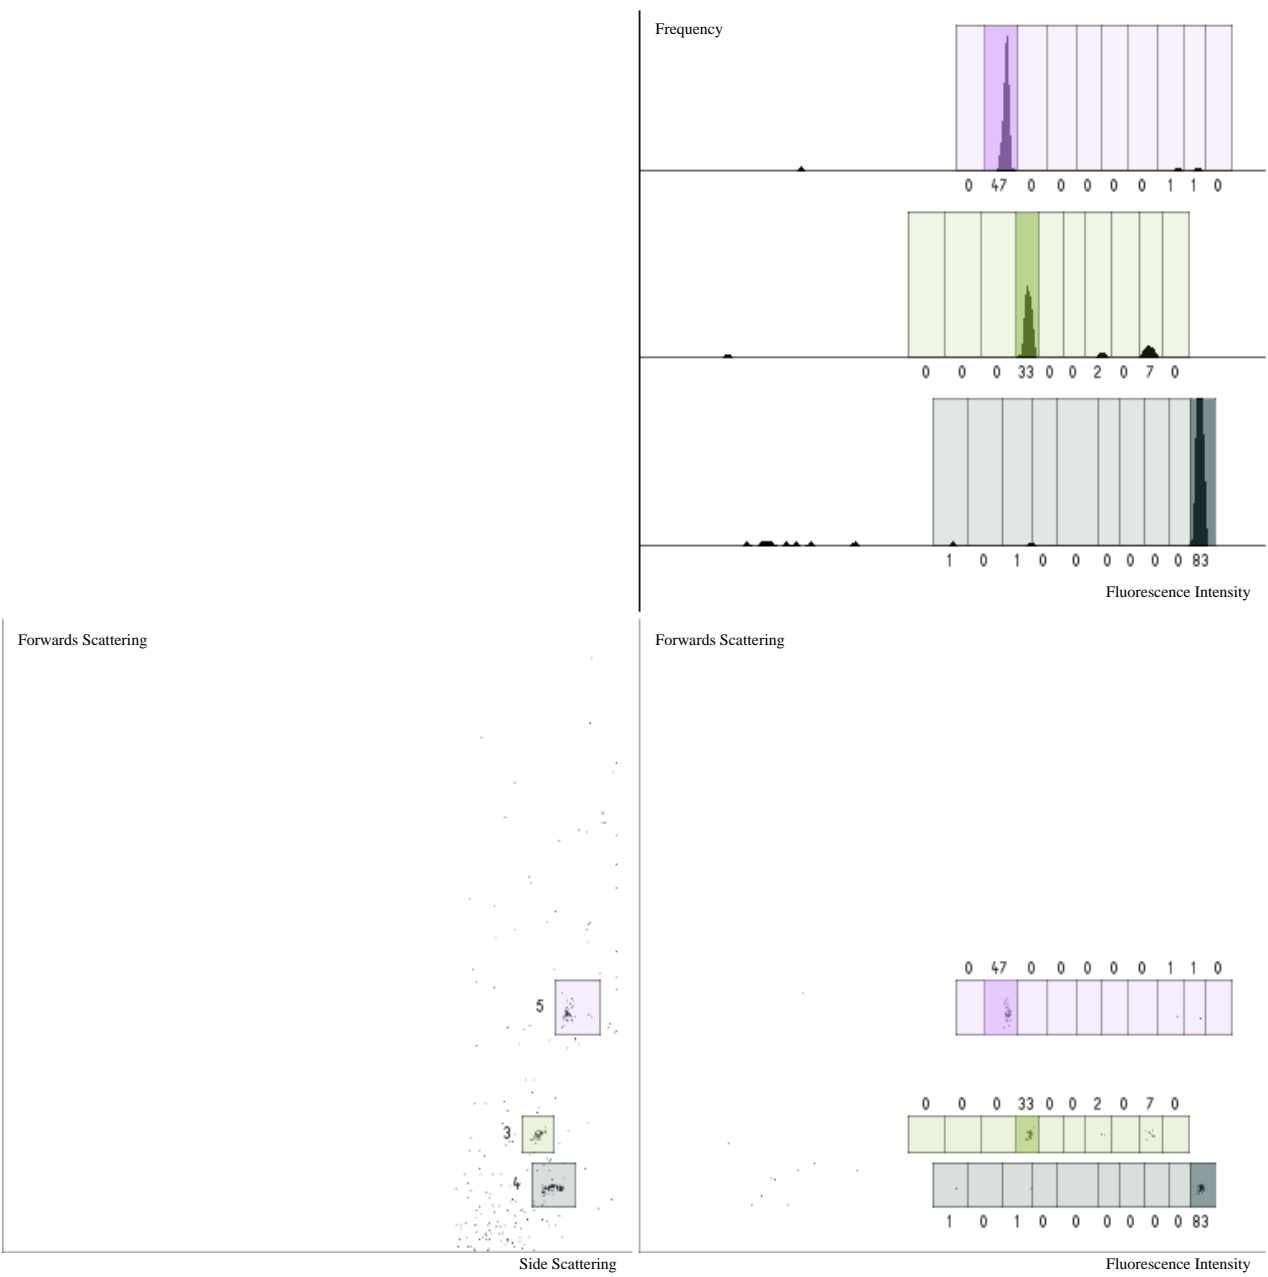 Frequency
0 47 0 0 0 0 0 1 1 0
0 0 0 33 0 0 2 0 7 0
1 0 1 0 0 0 0 0 0 83
Fluorescence Intensity
Forwards Scattering
5
3
4
Side Scattering
Forwards Scattering
0 47 0 0 0 0 0 1 1 0
0 0 0 33 0 0 2 0 7 0
1 0 1 0 0 0 0 0 0 83
Fluorescence Intensity